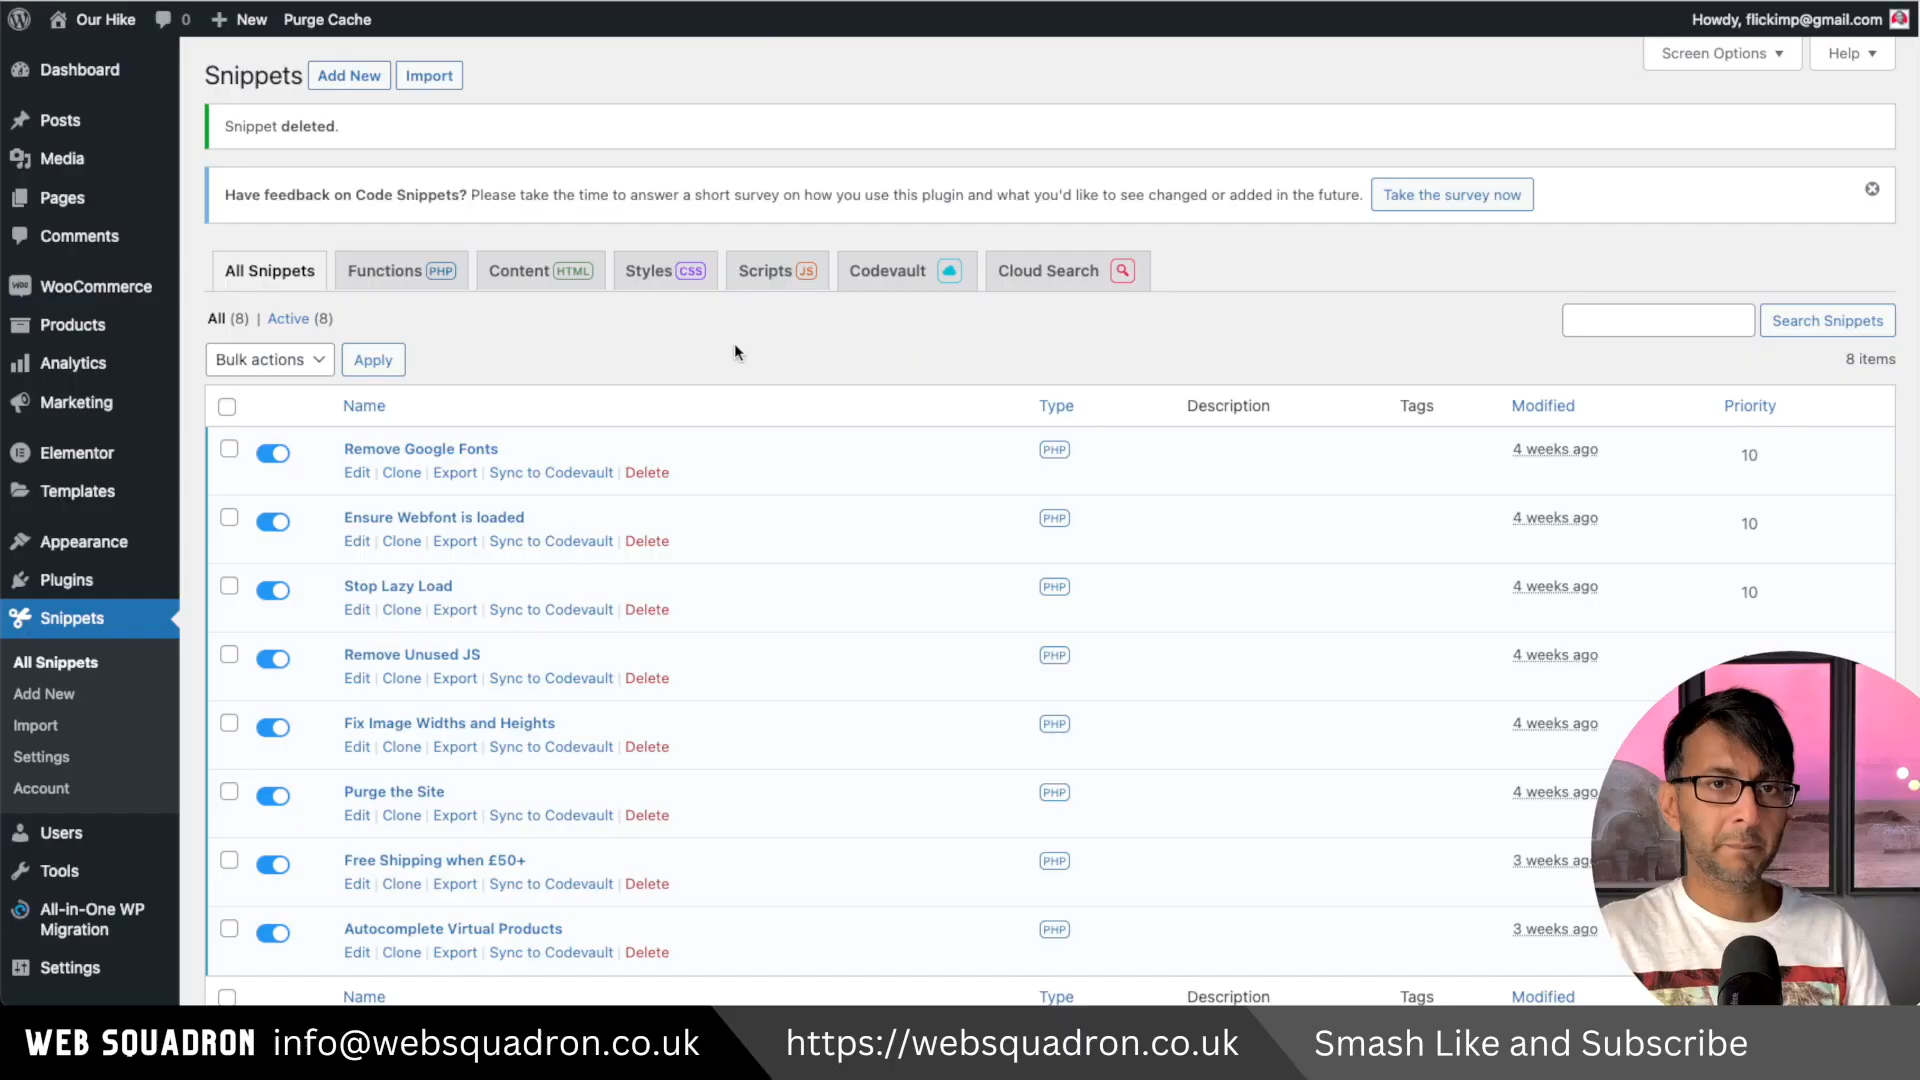 Our Hike 0 New Purge Cache Howdy, flickimp@gmail.com
Dashboard
Posts
Media
Pages
Comments
WooCommerce
Products
Analytics
Marketing
Elementor
Templates
Appearance
Plugins
Snippets
All Snippets
Add New
Import
Settings
Account
Users
Tools
All-in-One WP
Migration
Settings
Screen Options Help
Snippets Add New Import
Snippet deleted.
Have feedback on Code Snippets? Please take the time to answer a short survey on how you use this plugin and what you'd like to see changed or added in the future. Take the survey now
All Snippets Functions PHP Content HTML Styles CSS Scripts JS Codevault Cloud Search
All (8) | Active (8)
Search Snippets
Bulk actions Apply 8 items
Name Type Description Tags Modified Priority
Remove Google Fonts PHP 4 weeks ago 10
Edit | Clone | Export | Sync to Codevault | Delete
Ensure Webfont is loaded PHP 4 weeks ago 10
Edit | Clone | Export | Sync to Codevault | Delete
Stop Lazy Load PHP 4 weeks ago 10
Edit | Clone | Export | Sync to Codevault | Delete
Remove Unused JS PHP 4 weeks ago
Edit | Clone | Export | Sync to Codevault | Delete
Fix Image Widths and Heights PHP 4 weeks ago
Edit | Clone | Export | Sync to Codevault | Delete
Purge the Site PHP 4 weeks ago
Edit | Clone | Export | Sync to Codevault | Delete
Free Shipping when £50+ PHP 3 weeks ag
Edit | Clone | Export | Sync to Codevault | Delete
Autocomplete Virtual Products PHP 3 weeks ago
Edit | Clone | Export | Sync to Codevault | Delete
Name Type Description Tags Modified
WEB SQUADRON info@websquadron.co.uk https://websquadron.co.uk Smash Like and Subscribe